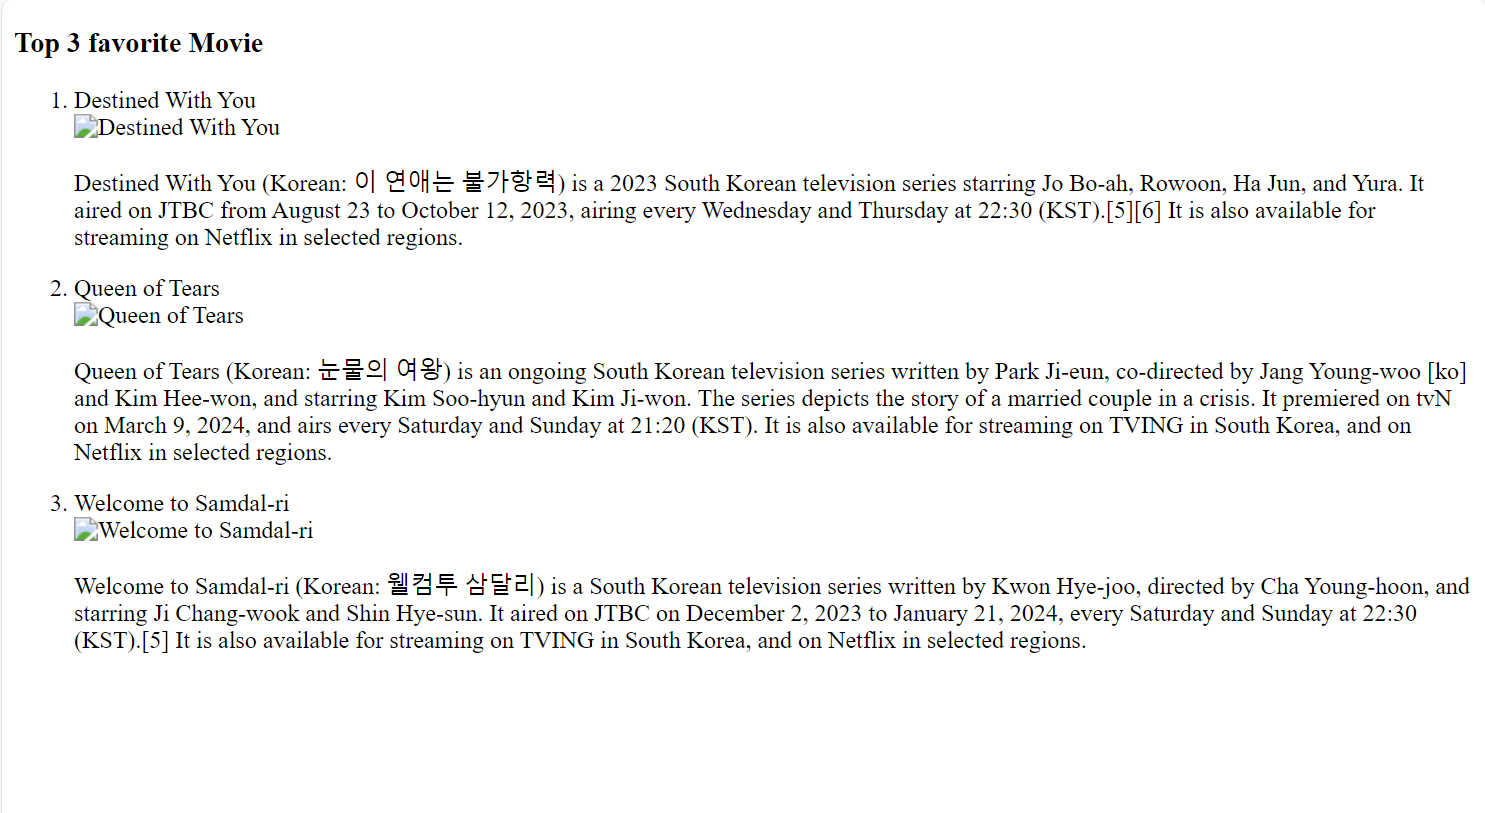 Top 3 favorite Movie
1. Destined With You
Destined With You
Destined With You (Korean: 이 연애는 불가항력) is a 2023 South Korean television series starring Jo Bo-ah, Rowoon, Ha Jun, and Yura. It
aired on JTBC from August 23 to October 12, 2023, airing every Wednesday and Thursday at 22:30 (KST).[5][6] It is also available for
streaming on Netflix in selected regions.
2. Queen of Tears
Queen of Tears
Queen of Tears (Korean: 눈물의 여왕) is an ongoing South Korean television series written by Park Ji-eun, co-directed by Jang Young-woo [ko]
and Kim Hee-won, and starring Kim Soo-hyun and Kim Ji-won. The series depicts the story of a married couple in a crisis. It premiered on tvN
on March 9, 2024, and airs every Saturday and Sunday at 21:20 (KST). It is also available for streaming on TVING in South Korea, and on
Netflix in selected regions.
3. Welcome to Samdal-ri
Welcome to Samdal-ri
Welcome to Samdal-ri (Korean: 웰컴투 삼달리) is a South Korean television series written by Kwon Hye-joo, directed by Cha Young-hoon, and
starring Ji Chang-wook and Shin Hye-sun. It aired on JTBC on December 2, 2023 to January 21, 2024, every Saturday and Sunday at 22:30
(KST).[5] It is also available for streaming on TVING in South Korea, and on Netflix in selected regions.